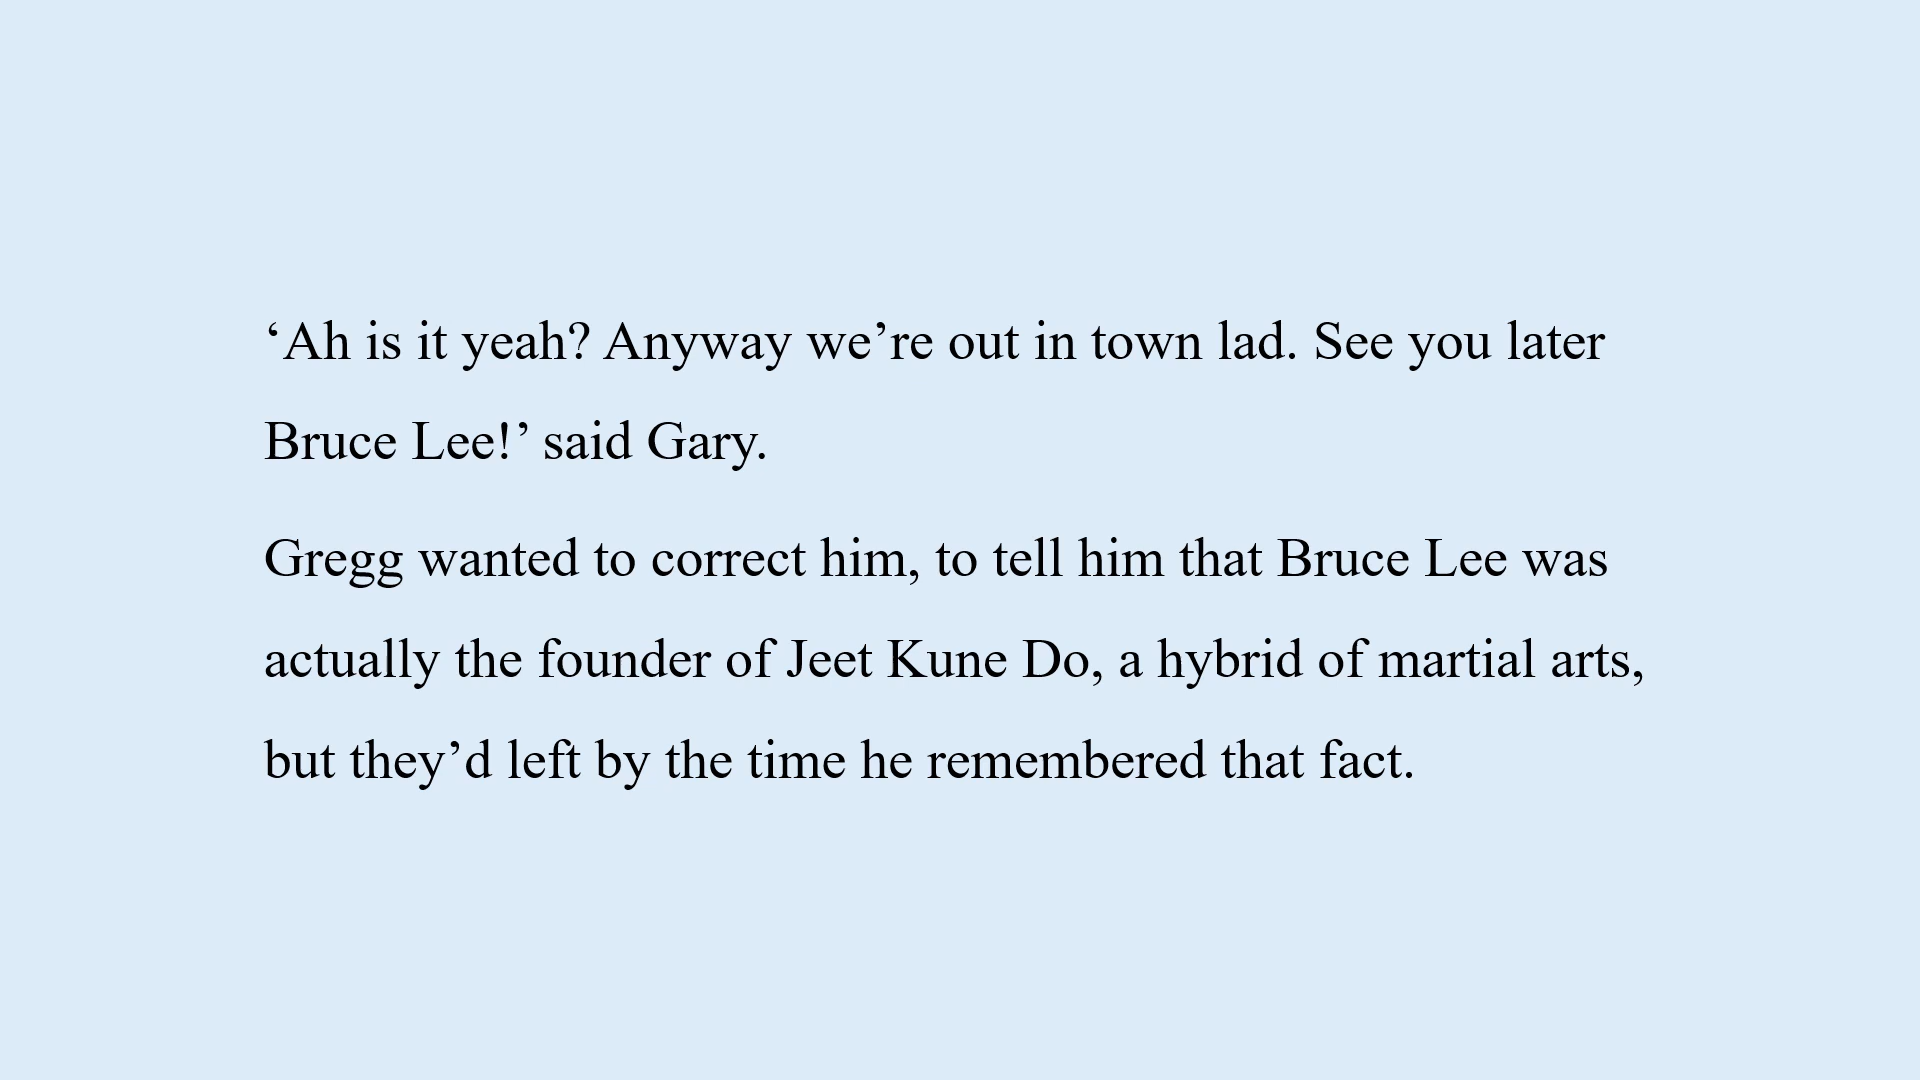 ‘Ah is it yeah? Anyway we’re out in town lad. See you later
Bruce Lee!’ said Gary.
Gregg wanted to correct him, to tell him that Bruce Lee was
actually the founder of Jeet Kune Do, a hybrid of martial arts,
but they’d left by the time he remembered that fact.